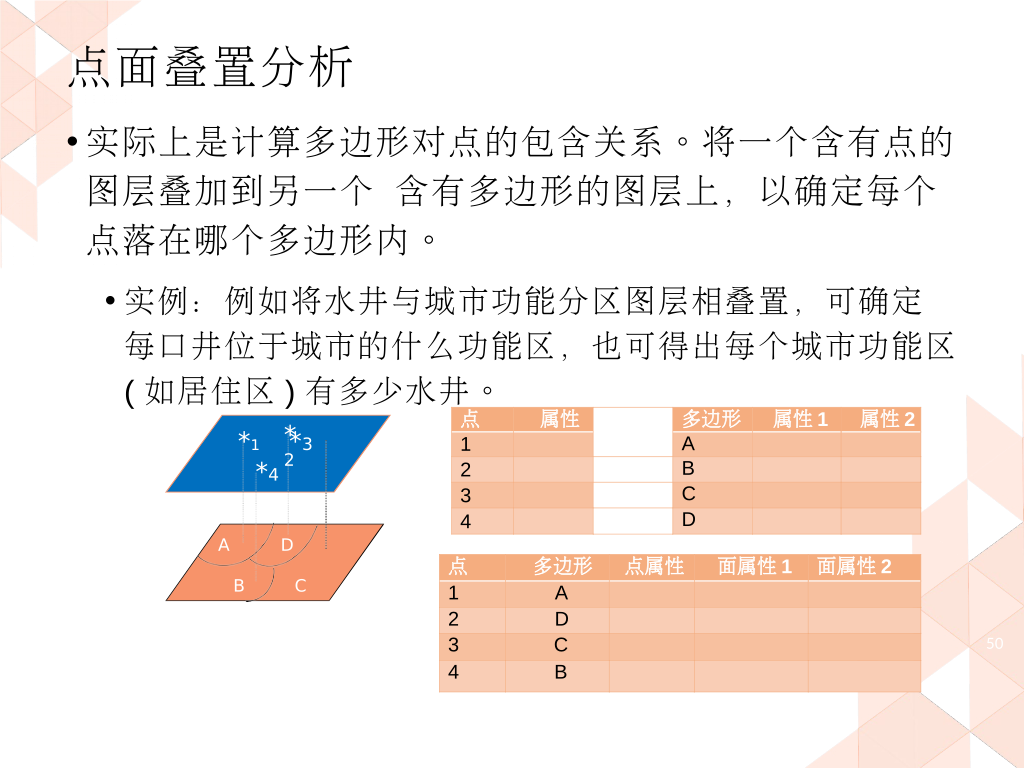 点面叠置分析
•实际上是计算多边形对点的包含关系。将一个含有点的
图层叠加到另一个 含有多边形的图层上，以确定每个
点落在哪个多边形内。
•实例：例如将水井与城市功能分区图层相叠置，可确定
每口井位于城市的什么功能区，也可得出每个城市功能区
(如居住区)有多少水井。
*1 *2 *3
*4
A D
B C
点 属性 多边形 属性1 属性2
1 A
2 B
3 C
4 D
点 多边形 点属性 面属性1 面属性2
1 A
2 D
3 C
4 B
50